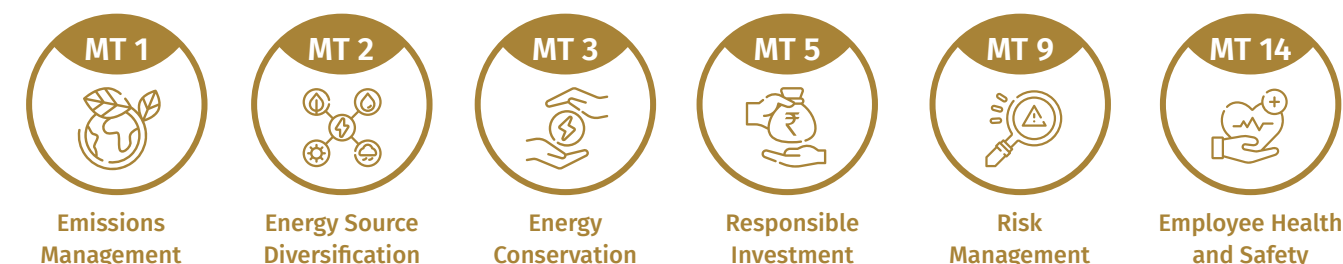 MT 1
MT 2
MT 3
MT 5
MT 9
MT 14
₹
Emissions
Management
Energy Source
Diversification
Energy
Conservation
Responsible
Investment
Risk
Management
Employee Health
and Safety